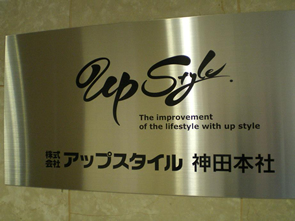 Up Style.
The improvement
of the lifestyle with up style
株式会社アップスタイル 神田本社